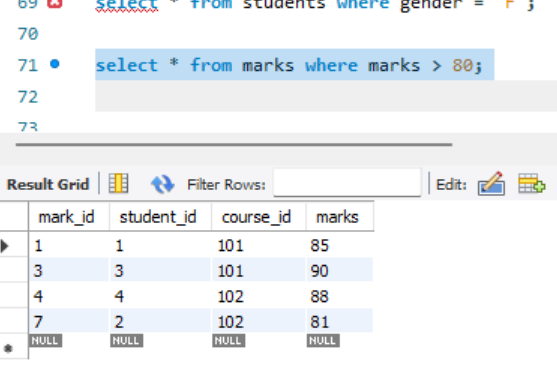 69 select * from students where gender = 'F';
70
71 select * from marks where marks > 80;
72
73
Result Grid Filter Rows: Edit:
mark_id student_id course_id marks
1 1 101 85
3 3 101 90
4 4 102 88
7 2 102 81
NULL NULL NULL NULL